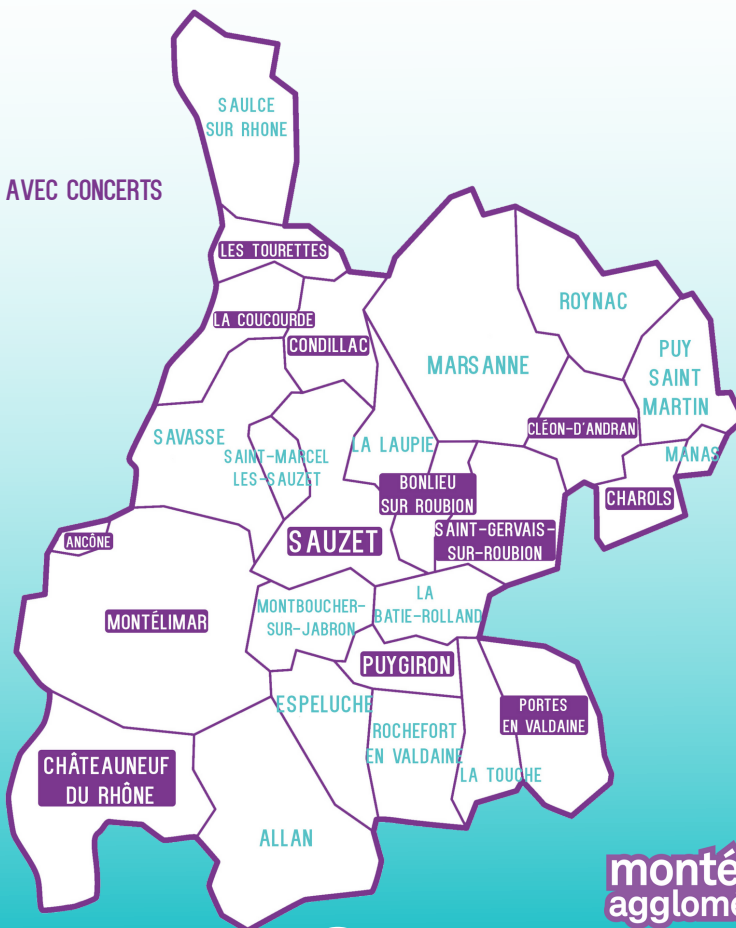 SAULCE
SUR RHONE
AVEC CONCERTS
LES TOURETTES
LA COUCOURDE
CONDILLAC
ROYNAC
MARSANNE
PUY
SAINT
MARTIN
CLÉON-D'ANDRAN
SAVASSE
SAINT-MARCEL
LES-SAUZET
LA LAUPIE
MANAS
BONLIEU
SUR ROUBION
CHAROLS
SAUZET
SAINT-GERVAIS-
SUR-ROUBION
ANCÔNE
MONTÉLIMAR
MONTBOUCHER-
SUR-JABRON
LA
BATIE-ROLLAND
PUYGIRON
ESPELUCHE
PORTES
EN VALDAINE
ROCHEFORT
EN VALDAINE
LA TOUCHE
CHÂTEAUNEUF
DU RHÔNE
ALLAN
monté
agglomé